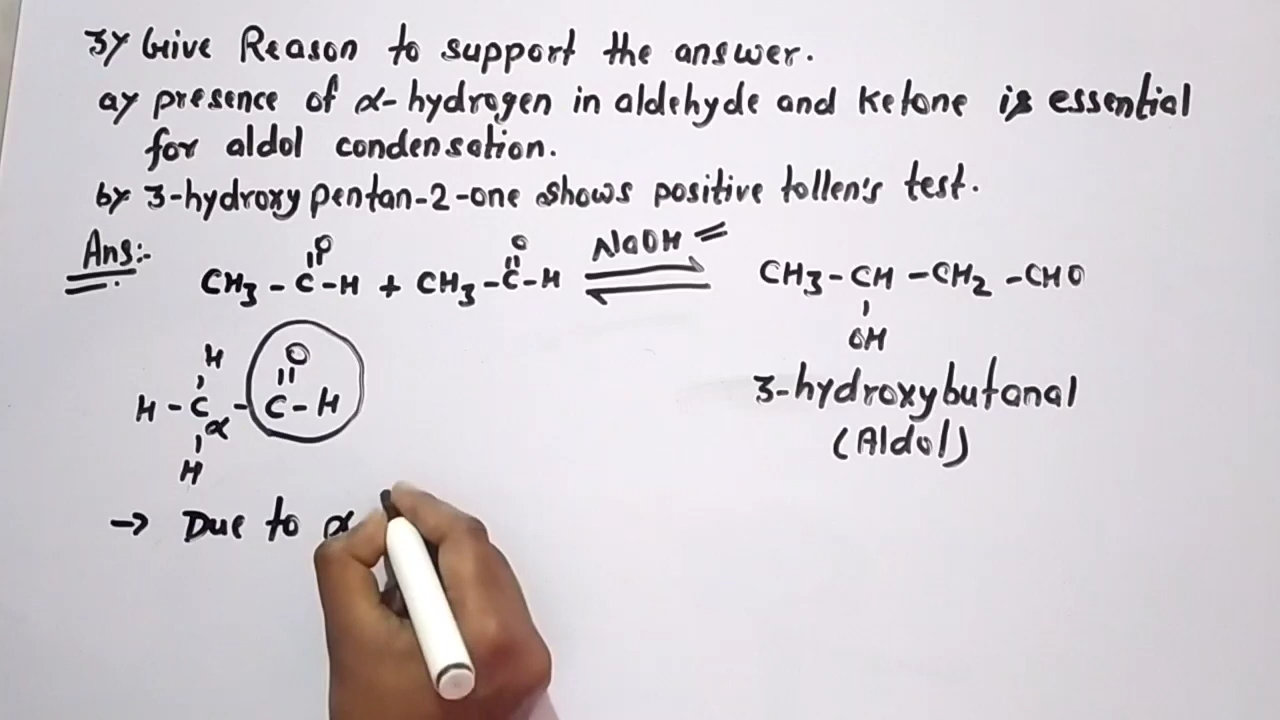 3) Give Reason to support the answer.
a) presence of α-hydrogen in aldehyde and ketone is essential
for aldol condensation.
b) 3-hydroxy pentan-2-one shows positive tollen's test.
Ans:-
O O NaOH
CH3 - C - H + CH3 - C - H ⇌ CH3 - CH - CH2 - CHO
OH
H O
H - C - C - H
α
H
3-hydroxybutanal
(Aldol)
→ Due to α